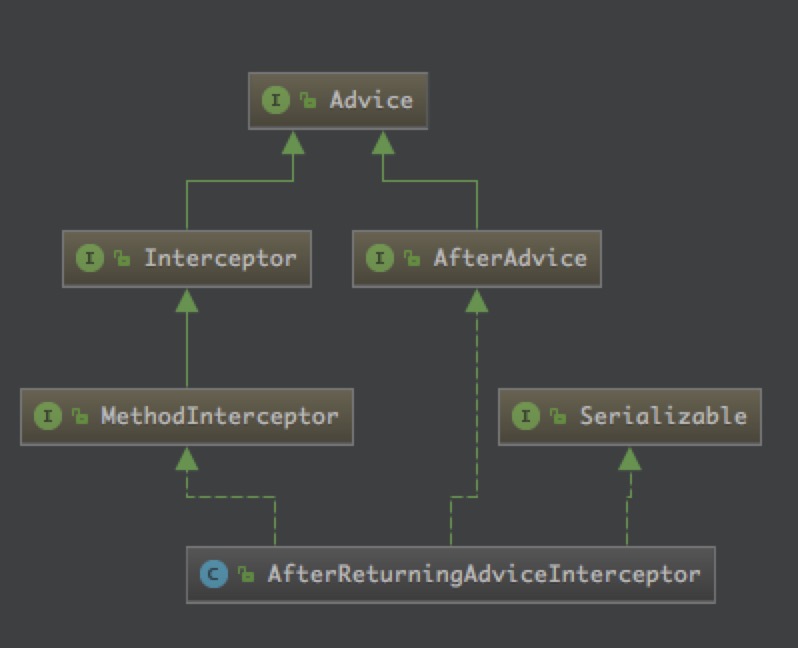 I Advice
I Interceptor
I AfterAdvice
I MethodInterceptor
I Serializable
C AfterReturningAdviceInterceptor